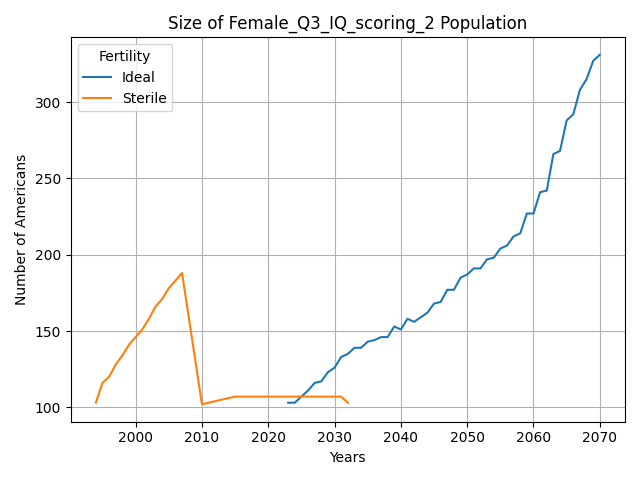 Size of Female_Q3_IQ_scoring_2 Population
Fertility
Ideal
Sterile
Number of Americans
300
250
200
150
100
2000 2010 2020 2030 2040 2050 2060 2070
Years